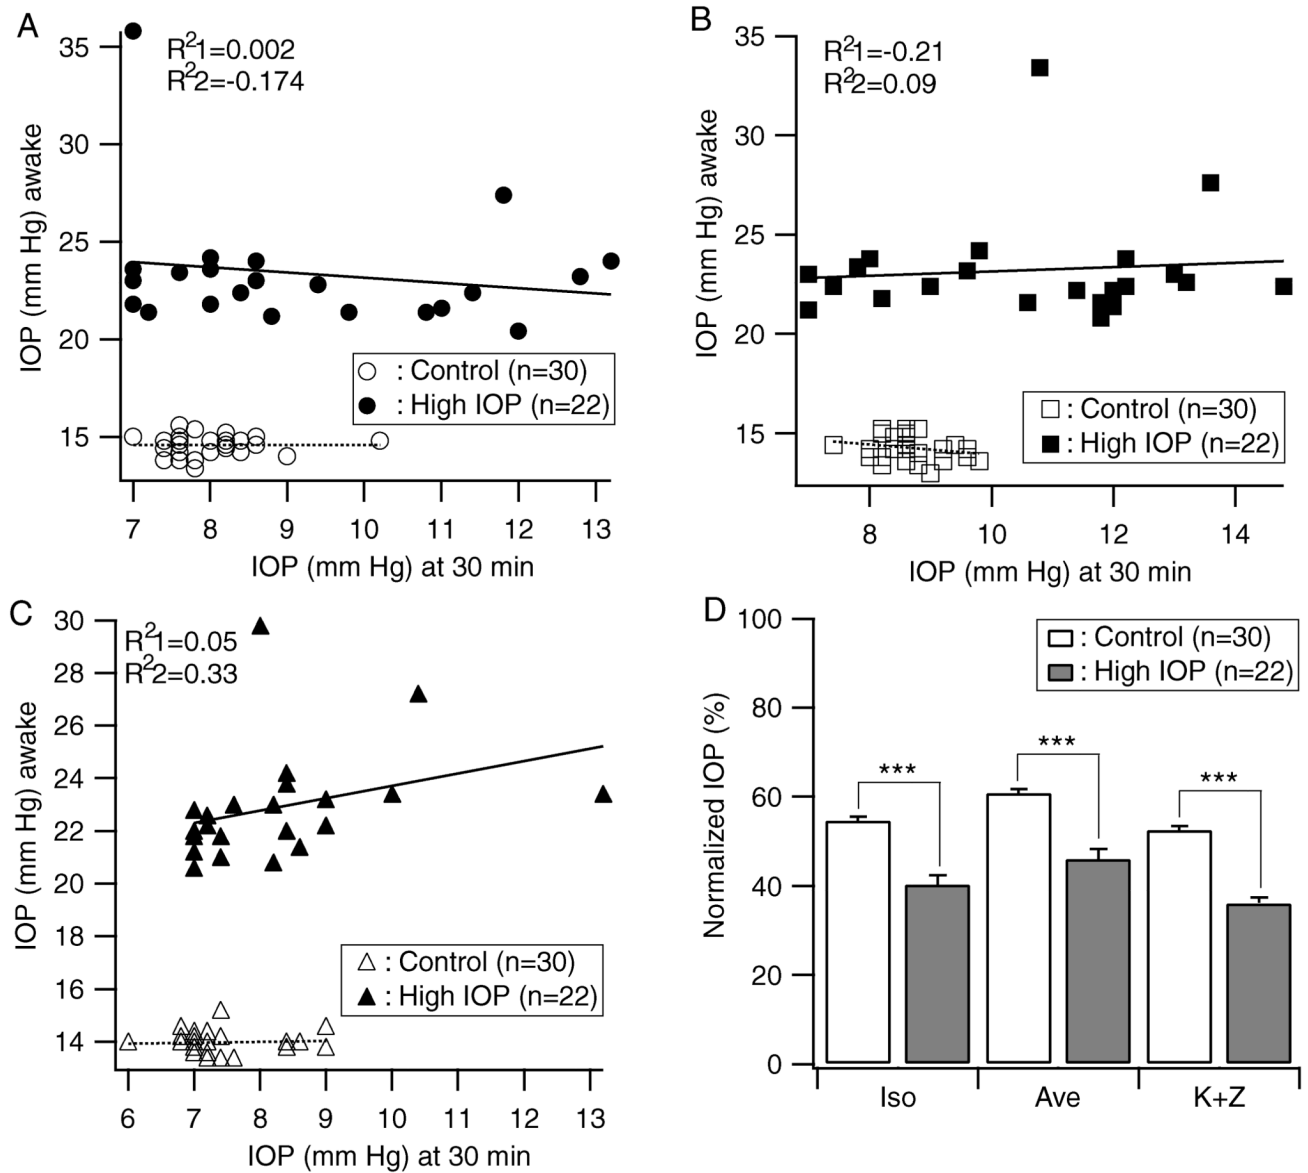 A
R²1=0.002
R²2=-0.174
35
30
25
20
15
IOP (mm Hg) awake
: Control (n=30)
: High IOP (n=22)
7 8 9 10 11 12 13
IOP (mm Hg) at 30 min
B
R²1=-0.21
R²2=0.09
35
30
25
20
15
IOP (mm Hg) awake
: Control (n=30)
: High IOP (n=22)
8 10 12 14
IOP (mm Hg) at 30 min
C
R²1=0.05
R²2=0.33
30
28
26
24
22
20
18
16
14
IOP (mm Hg) awake
: Control (n=30)
: High IOP (n=22)
6 7 8 9 10 11 12 13
IOP (mm Hg) at 30 min
D
100
80
60
40
20
0
Normalized IOP (%)
: Control (n=30)
: High IOP (n=22)
*** *** ***
Iso Ave K+Z